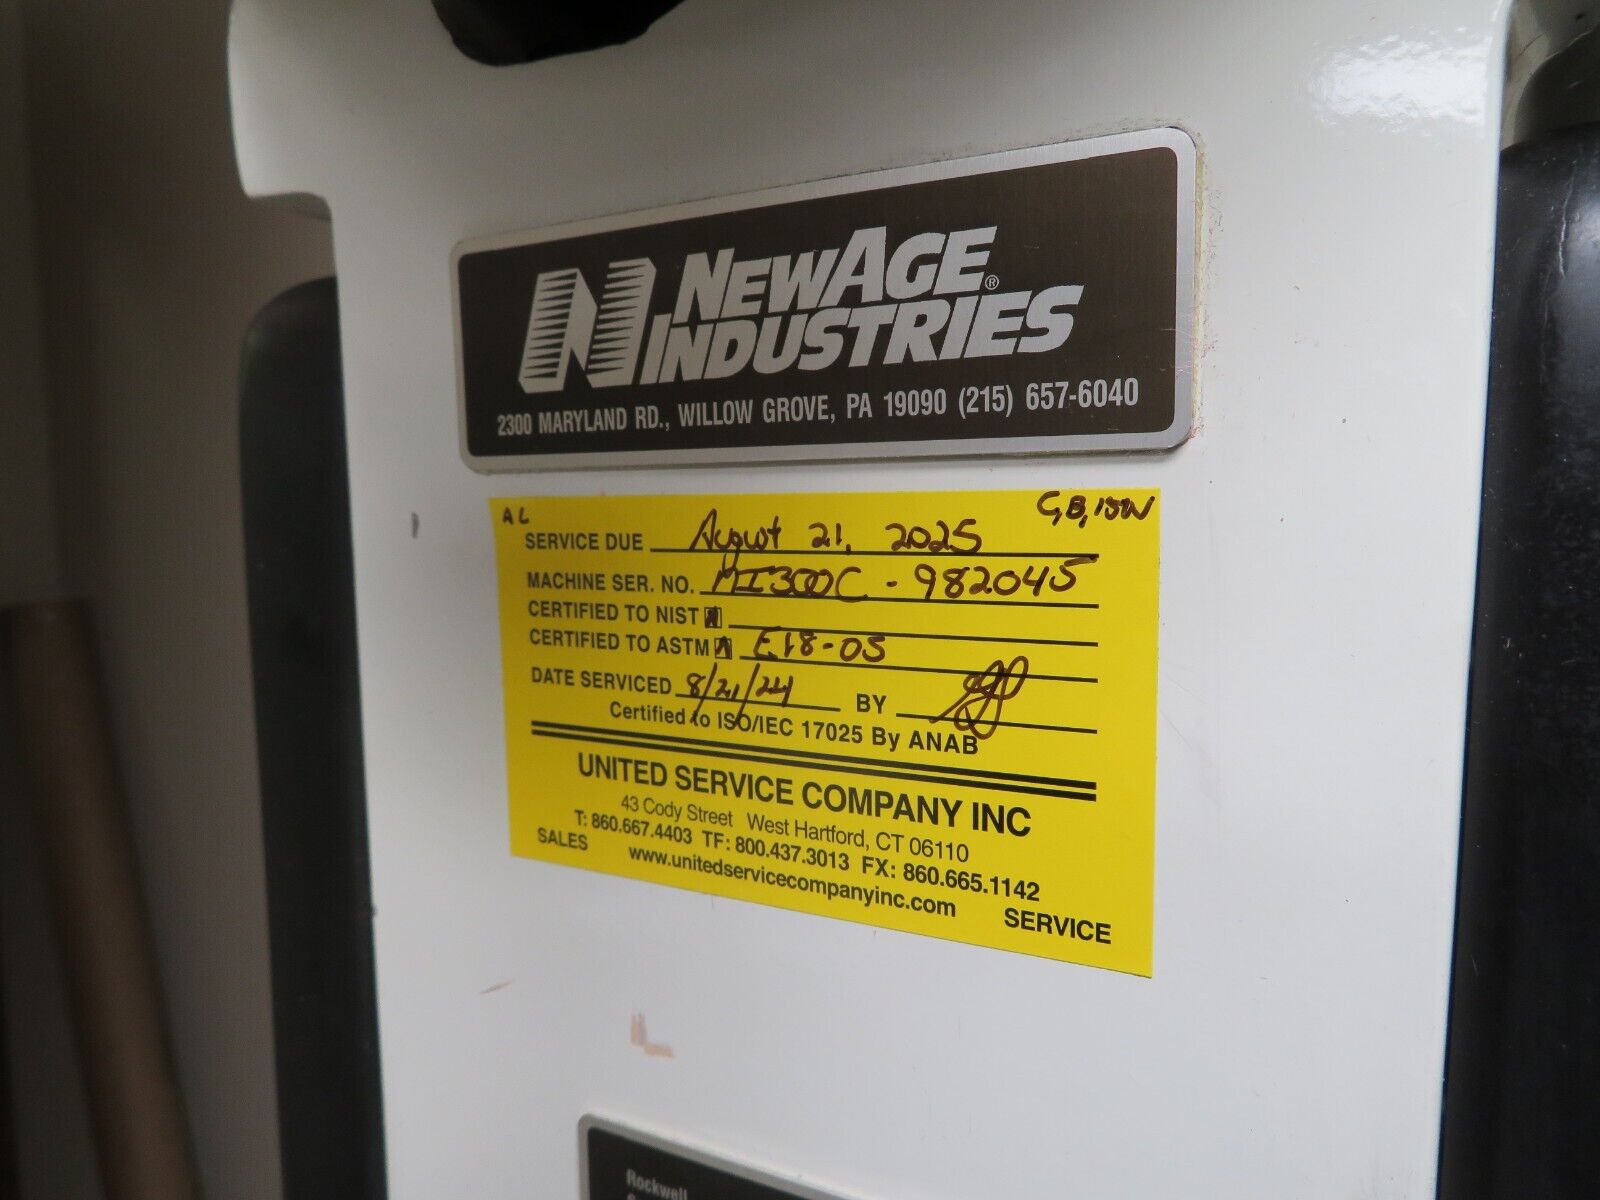 NEWAGE®
INDUSTRIES
2300 MARYLAND RD., WILLOW GROVE, PA 19090 (215) 657-6040
AL C, B, 15N
SERVICE DUE August 21, 2025
MACHINE SER. NO. MI300C - 982045
CERTIFIED TO NIST
CERTIFIED TO ASTM E18-05
DATE SERVICED 8/21/24 BY
Certified to ISO/IEC 17025 By ANAB
UNITED SERVICE COMPANY INC
43 Cody Street West Hartford, CT 06110
T: 860.667.4403 TF: 800.437.3013 FX: 860.665.1142
SALES www.unitedservicecompanyinc.com SERVICE
Rockwell